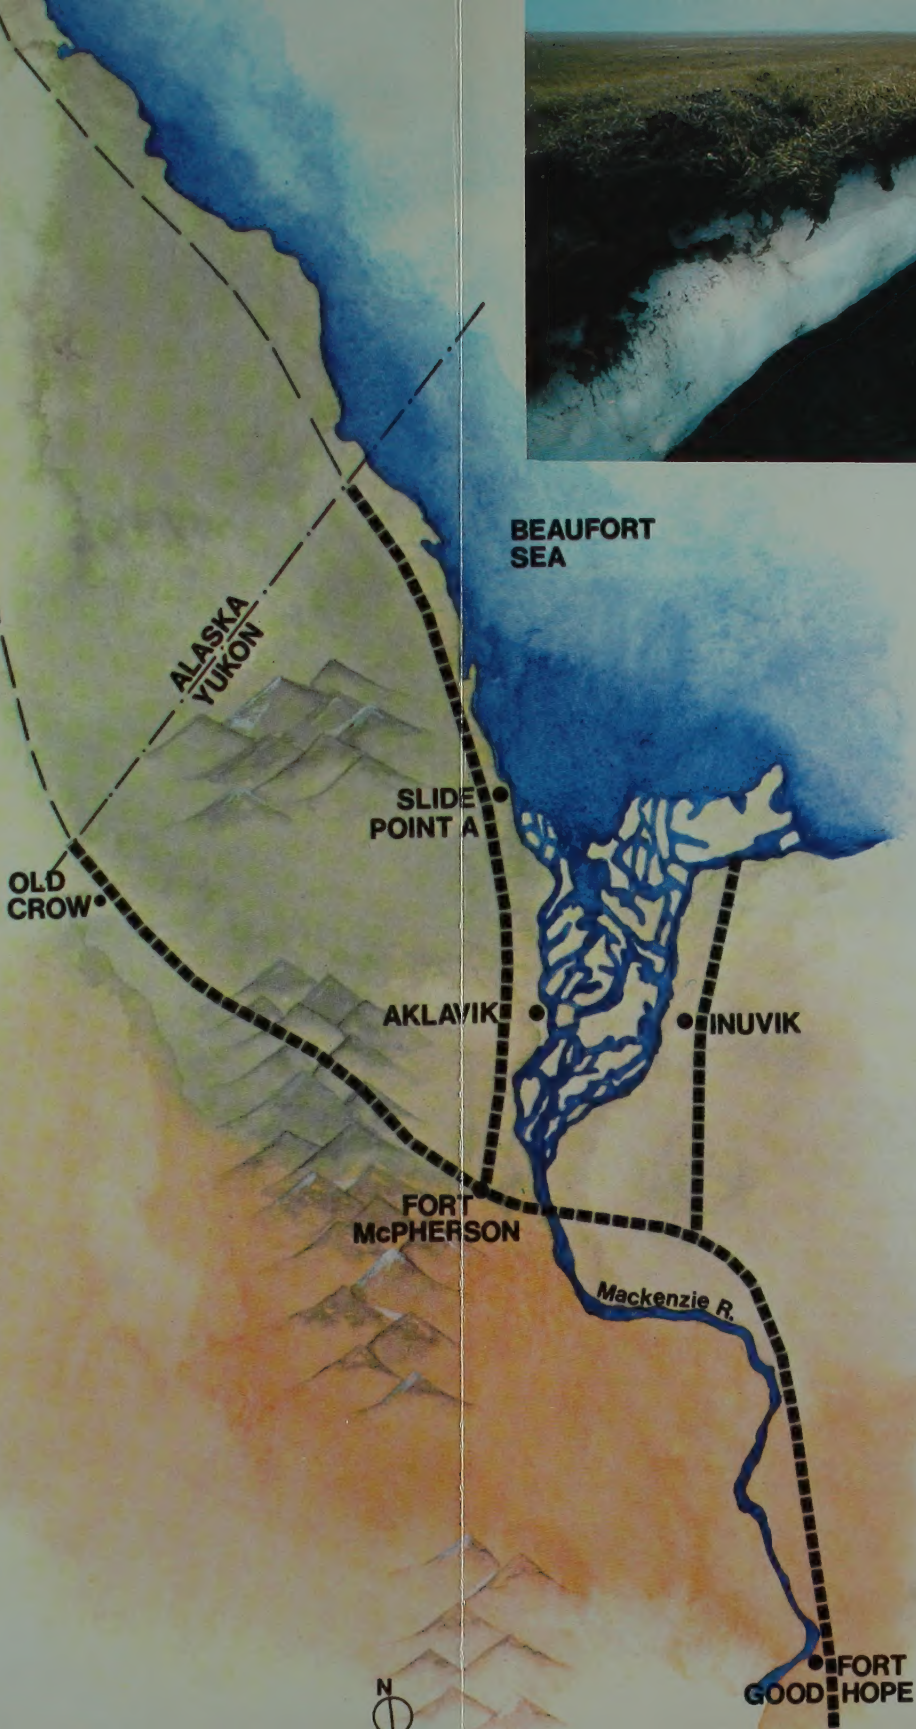 BEAUFORT
SEA
ALASKA
YUKON
SLIDE
POINT A
OLD
CROW
AKLAVIK
INUVIK
FORT
McPHERSON
Mackenzie R.
FORT
GOOD HOPE
N